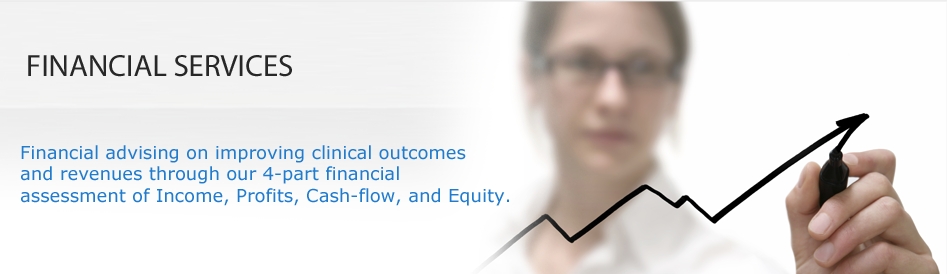 FINANCIAL SERVICES
Financial advising on improving clinical outcomes
and revenues through our 4-part financial
assessment of Income, Profits, Cash-flow, and Equity.